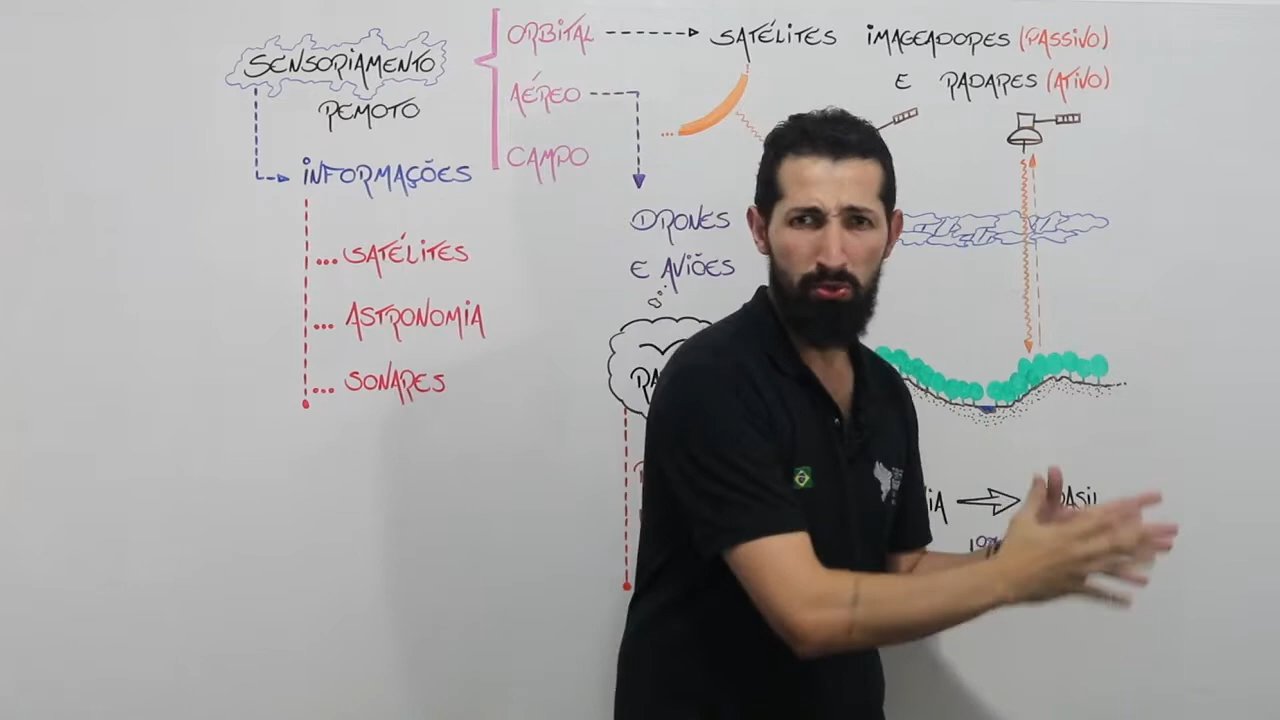 SENSORIAMENTO
REMOTO
INFORMAÇÕES
...SATÉLITES
...ASTRONOMIA
...SONARES
ORBITAL
AÉREO
CAMPO
SATÉLITES IMAGEADORES (PASSIVO)
E RADARES (ATIVO)
DRONES
E AVIÕES